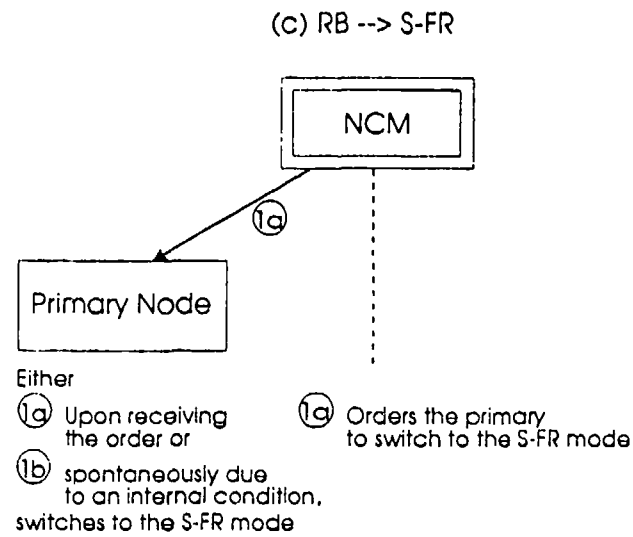 (c) RB --> S-FR
NCM
1a
Primary Node
Either
1a Upon receiving
the order or
1b spontaneously due
to an internal condition,
switches to the S-FR mode
1a Orders the primary
to switch to the S-FR mode